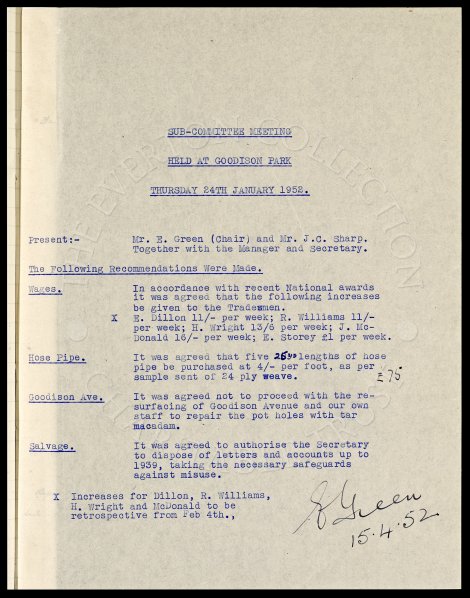 SUB-COMMITTEE MEETING
HELD AT GOODISON PARK
THURSDAY 24TH JANUARY 1952.
Present:- Mr. E. Green (Chair) and Mr. J.C. Sharp.
Together with the Manager and Secretary.
The Following Recommendations Were Made.
Wages. In accordance with recent National awards
it was agreed that the following increases
be given to the Tradesmen.
X E. Dillon 11/- per week; R. Williams 11/-
per week; H. Wright 13/6 per week; J. Mc-
Donald 16/- per week; E. Storey £1 per week.
Hose Pipe. It was agreed that five lengths of hose
pipe be purchased at 4/- per foot, as per
sample sent of 24 ply weave. £75
Goodison Ave. It was agreed not to proceed with the re-
surfacing of Goodison Avenue and our own
staff to repair the pot holes with tar
macadam.
Salvage. It was agreed to authorise the Secretary
to dispose of letters and accounts up to
1939, taking the necessary safeguards
against misuse.
X Increases for Dillon, R. Williams,
H. Wright and McDonald to be
retrospective from Feb 4th.,
E Green
15.4.52
THE EVERTON COLLECTION